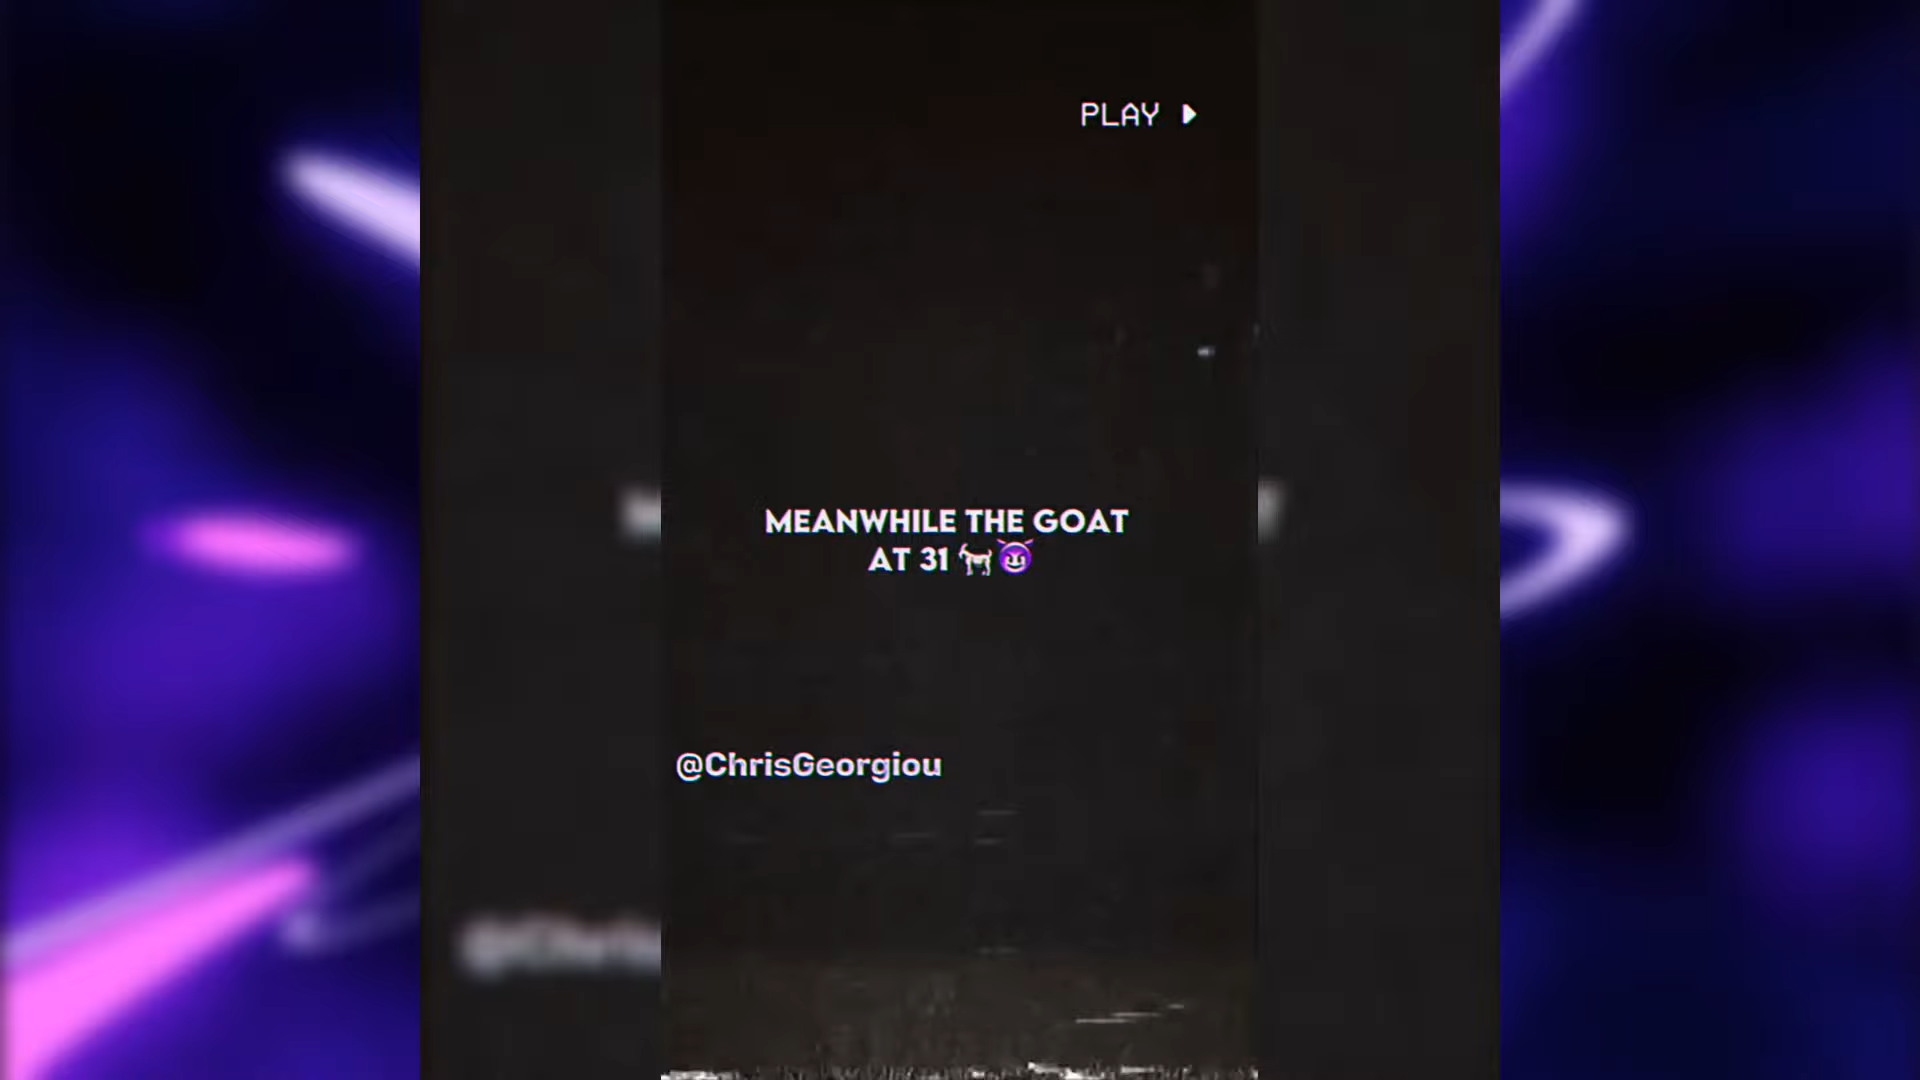 PLAY
MEANWHILE THE GOAT
AT 31 🐐😈
@ChrisGeorgiou